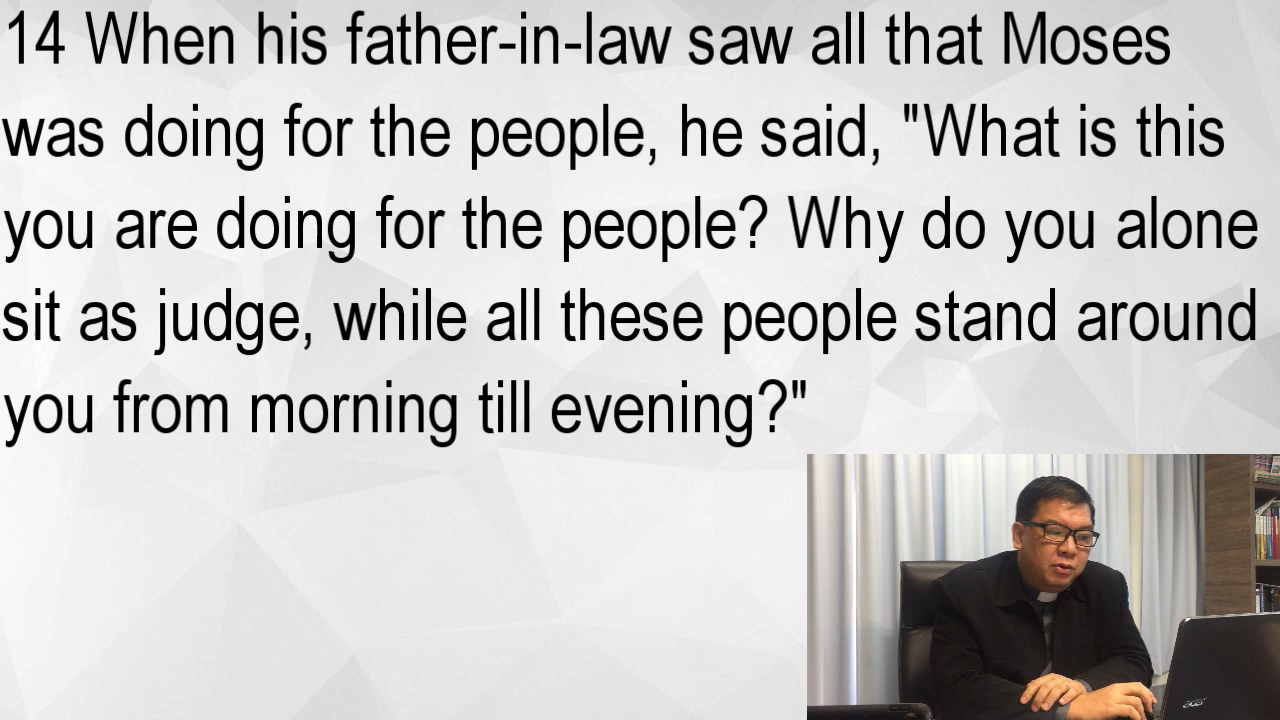 14 When his father-in-law saw all that Moses
was doing for the people, he said, "What is this
you are doing for the people? Why do you alone
sit as judge, while all these people stand around
you from morning till evening?"
acer